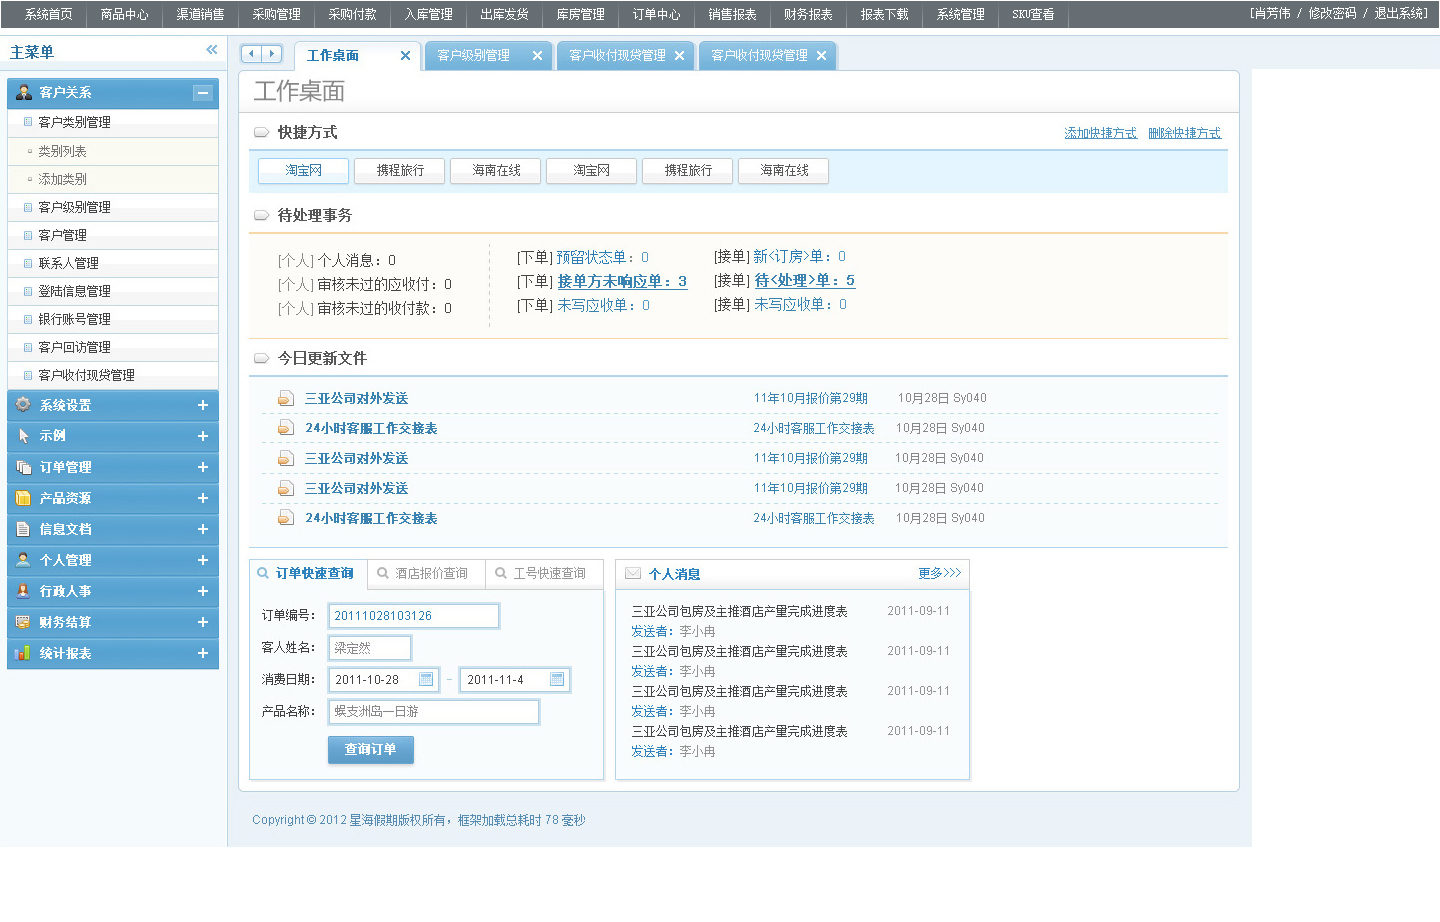 系统首页 商品中心 渠道销售 采购管理 采购付款 入库管理 出库发货 库房管理 订单中心 销售报表 财务报表 报表下载 系统管理 SKU查看 [肖芳伟 / 修改密码 / 退出系统]
主菜单
工作桌面 客户级别管理 客户收付现贷管理 客户收付现贷管理
客户关系
客户类别管理
类别列表
添加类别
客户级别管理
客户管理
联系人管理
登陆信息管理
银行账号管理
客户回访管理
客户收付现贷管理
系统设置
示例
订单管理
产品资源
信息文档
个人管理
行政人事
财务结算
统计报表
工作桌面
快捷方式 添加快捷方式 删除快捷方式
淘宝网 携程旅行 海南在线 淘宝网 携程旅行 海南在线
待处理事务
[个人] 个人消息：0 [下单] 预留状态单：0 [接单] 新<订房>单：0
[个人] 审核未过的应收付：0 [下单] 接单方未响应单：3 [接单] 待<处理>单：5
[个人] 审核未过的收付款：0 [下单] 未写应收单：0 [接单] 未写应收单：0
今日更新文件
三亚公司对外发送 11年10月报价第29期 10月28日 Sy040
24小时客服工作交接表 24小时客服工作交接表 10月28日 Sy040
三亚公司对外发送 11年10月报价第29期 10月28日 Sy040
三亚公司对外发送 11年10月报价第29期 10月28日 Sy040
24小时客服工作交接表 24小时客服工作交接表 10月28日 Sy040
订单快速查询 酒店报价查询 工号快速查询
订单编号： 20111028103126
客人姓名： 梁定然
消费日期： 2011-10-28 - 2011-11-4
产品名称： 蜈支洲岛一日游
查询订单
个人消息 更多>>>
三亚公司包房及主推酒店产量完成进度表 2011-09-11
发送者：李小冉
三亚公司包房及主推酒店产量完成进度表 2011-09-11
发送者：李小冉
三亚公司包房及主推酒店产量完成进度表 2011-09-11
发送者：李小冉
三亚公司包房及主推酒店产量完成进度表 2011-09-11
发送者：李小冉
Copyright © 2012 星海假期版权所有，框架加载总耗时 78 毫秒